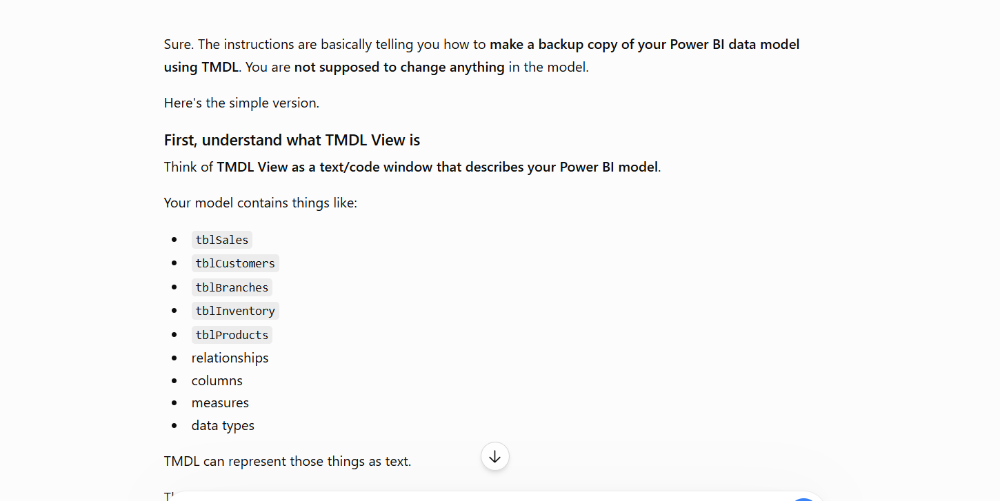 Sure. The instructions are basically telling you how to make a backup copy of your Power BI data model
using TMDL. You are not supposed to change anything in the model.
Here's the simple version.
First, understand what TMDL View is
Think of TMDL View as a text/code window that describes your Power BI model.
Your model contains things like:
• tblSales
• tblCustomers
• tblBranches
• tblInventory
• tblProducts
• relationships
• columns
• measures
• data types
TMDL can represent those things as text.